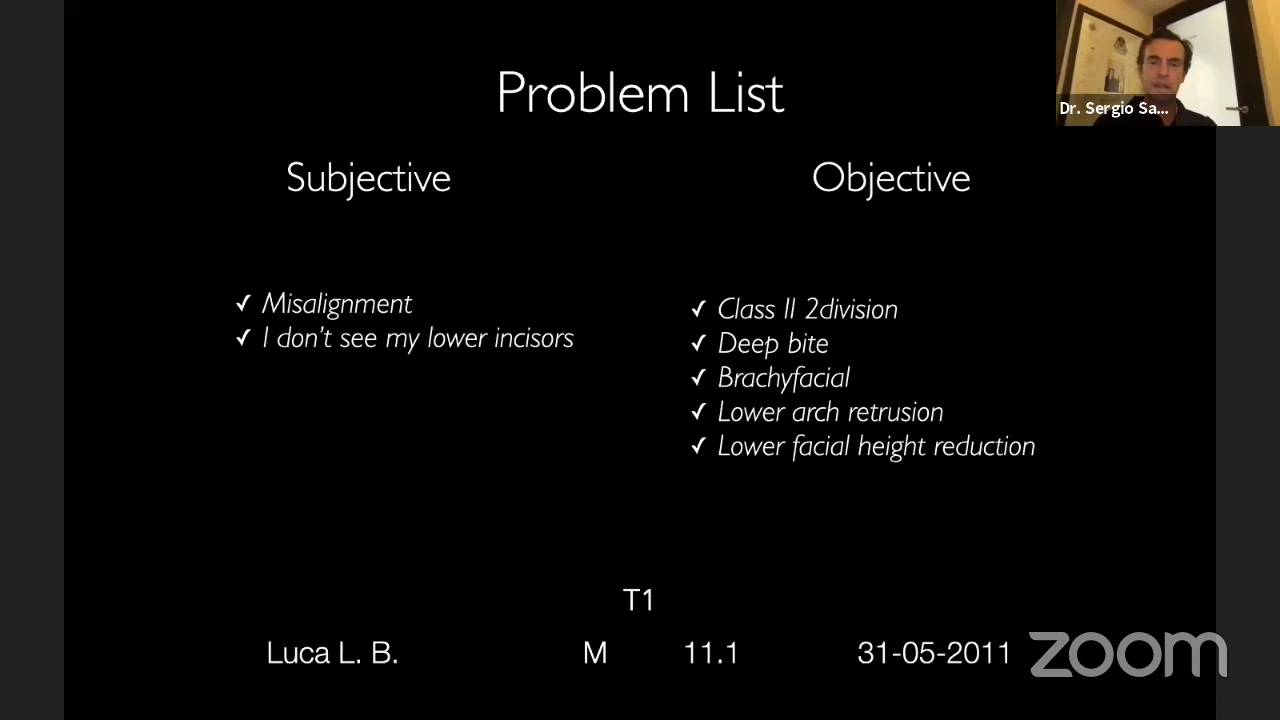 Problem List
Dr. Sergio Sa...
Subjective
Objective
✓ Misalignment
✓ I don't see my lower incisors
✓ Class II 2division
✓ Deep bite
✓ Brachyfacial
✓ Lower arch retrusion
✓ Lower facial height reduction
T1
Luca L. B. M 11.1 31-05-2011
zoom